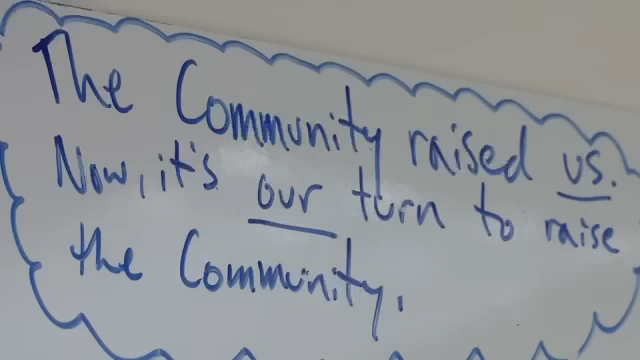 The Community raised us.
Now, it's our turn to raise
the Community.